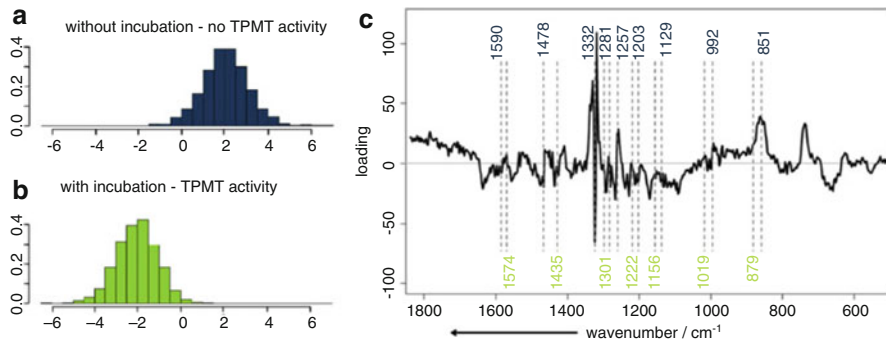 a
without incubation - no TPMT activity
0.4
0.2
0.0
−6 −4 −2 0 2 4 6
b
with incubation - TPMT activity
0.4
0.2
0.0
−6 −4 −2 0 2 4 6
c
1590 1478 1332 1281 1257 1203 1129 992 851
loading
100
50
0
-50
-100
1574 1435 1301 1222 1156 1019 879
1800 1600 1400 1200 1000 800 600
wavenumber / cm⁻¹